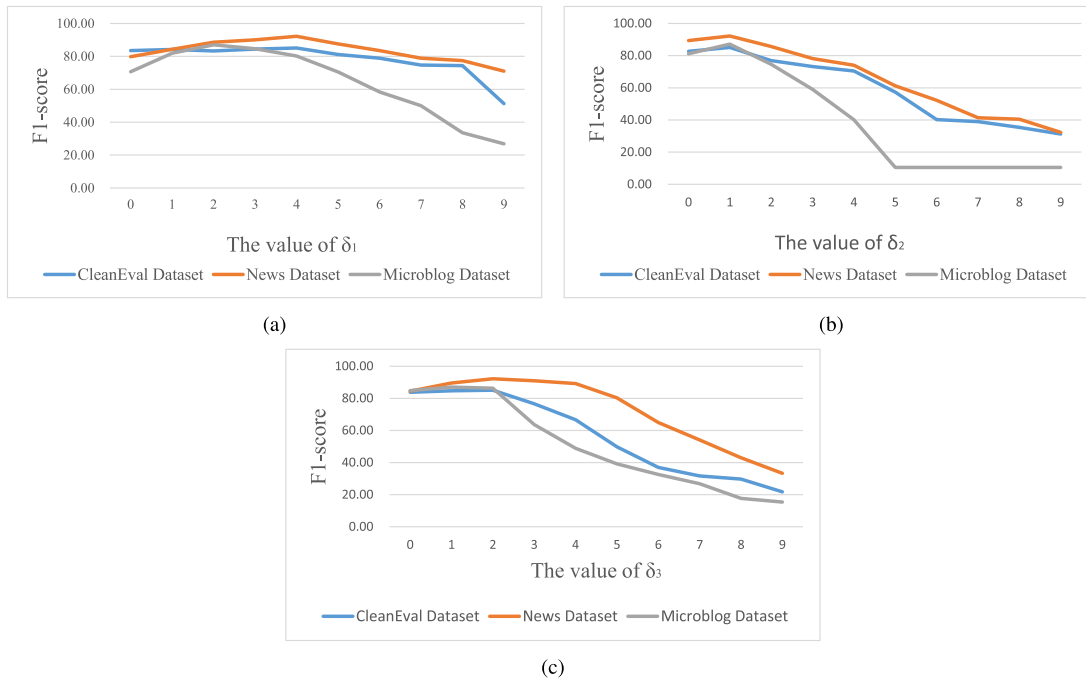 100.00
80.00
60.00
40.00
20.00
0.00
F1-score
0 1 2 3 4 5 6 7 8 9
The value of δ1
CleanEval Dataset News Dataset Microblog Dataset
(a)
100.00
80.00
60.00
40.00
20.00
0.00
F1-score
0 1 2 3 4 5 6 7 8 9
The value of δ2
CleanEval Dataset News Dataset Microblog Dataset
(b)
100.00
80.00
60.00
40.00
20.00
0.00
F1-score
0 1 2 3 4 5 6 7 8 9
The value of δ3
CleanEval Dataset News Dataset Microblog Dataset
(c)